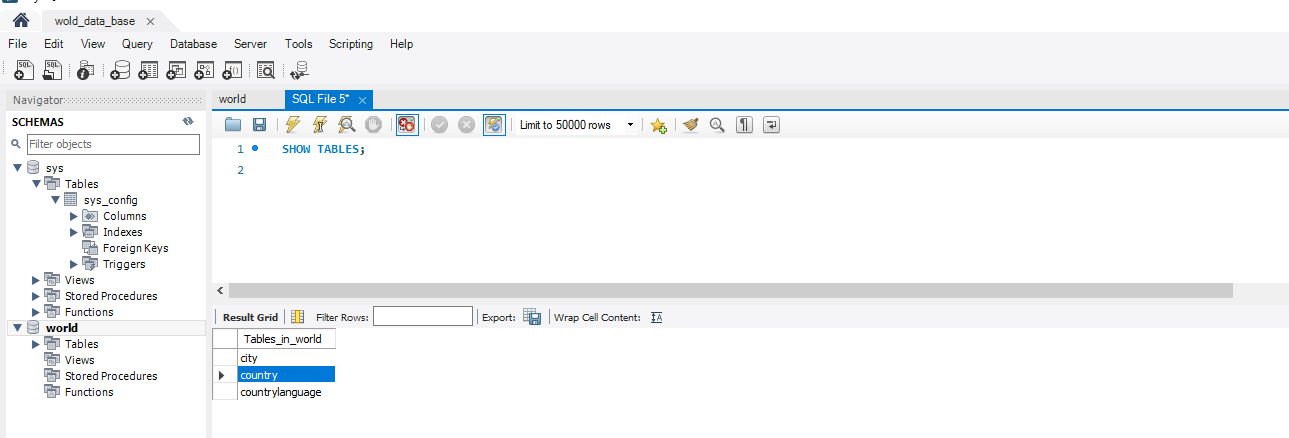 wold_data_base
File Edit View Query Database Server Tools Scripting Help
Navigator
SCHEMAS
Filter objects
sys
Tables
sys_config
Columns
Indexes
Foreign Keys
Triggers
Views
Stored Procedures
Functions
world
Tables
Views
Stored Procedures
Functions
world SQL File 5*
Limit to 50000 rows
1 SHOW TABLES;
2
Result Grid Filter Rows: Export: Wrap Cell Content:
Tables_in_world
city
country
countrylanguage